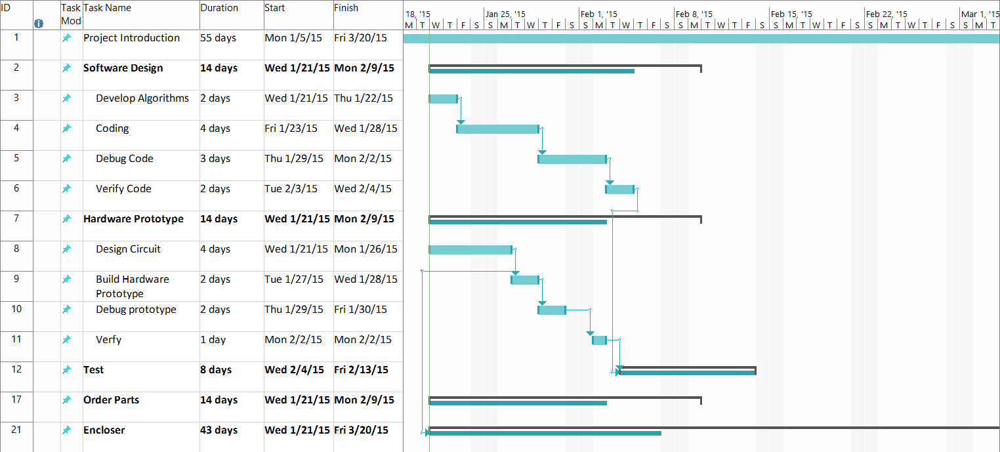 ID Task Task Name Duration Start Finish 18, '15 Jan 25, '15 Feb 1, '15 Feb 8, '15 Feb 15, '15 Feb 22, '15 Mar 1, '15
Mod M T W T F S S M T W T F S S M T W T F S S M T W T F S S M T W T F S S M T W T F S S M T
1 Project Introduction 55 days Mon 1/5/15 Fri 3/20/15
2 Software Design 14 days Wed 1/21/15 Mon 2/9/15
3 Develop Algorithms 2 days Wed 1/21/15 Thu 1/22/15
4 Coding 4 days Fri 1/23/15 Wed 1/28/15
5 Debug Code 3 days Thu 1/29/15 Mon 2/2/15
6 Verify Code 2 days Tue 2/3/15 Wed 2/4/15
7 Hardware Prototype 14 days Wed 1/21/15 Mon 2/9/15
8 Design Circuit 4 days Wed 1/21/15 Mon 1/26/15
9 Build Hardware 2 days Tue 1/27/15 Wed 1/28/15
Prototype
10 Debug prototype 2 days Thu 1/29/15 Fri 1/30/15
11 Verfy 1 day Mon 2/2/15 Mon 2/2/15
12 Test 8 days Wed 2/4/15 Fri 2/13/15
17 Order Parts 14 days Wed 1/21/15 Mon 2/9/15
21 Encloser 43 days Wed 1/21/15 Fri 3/20/15